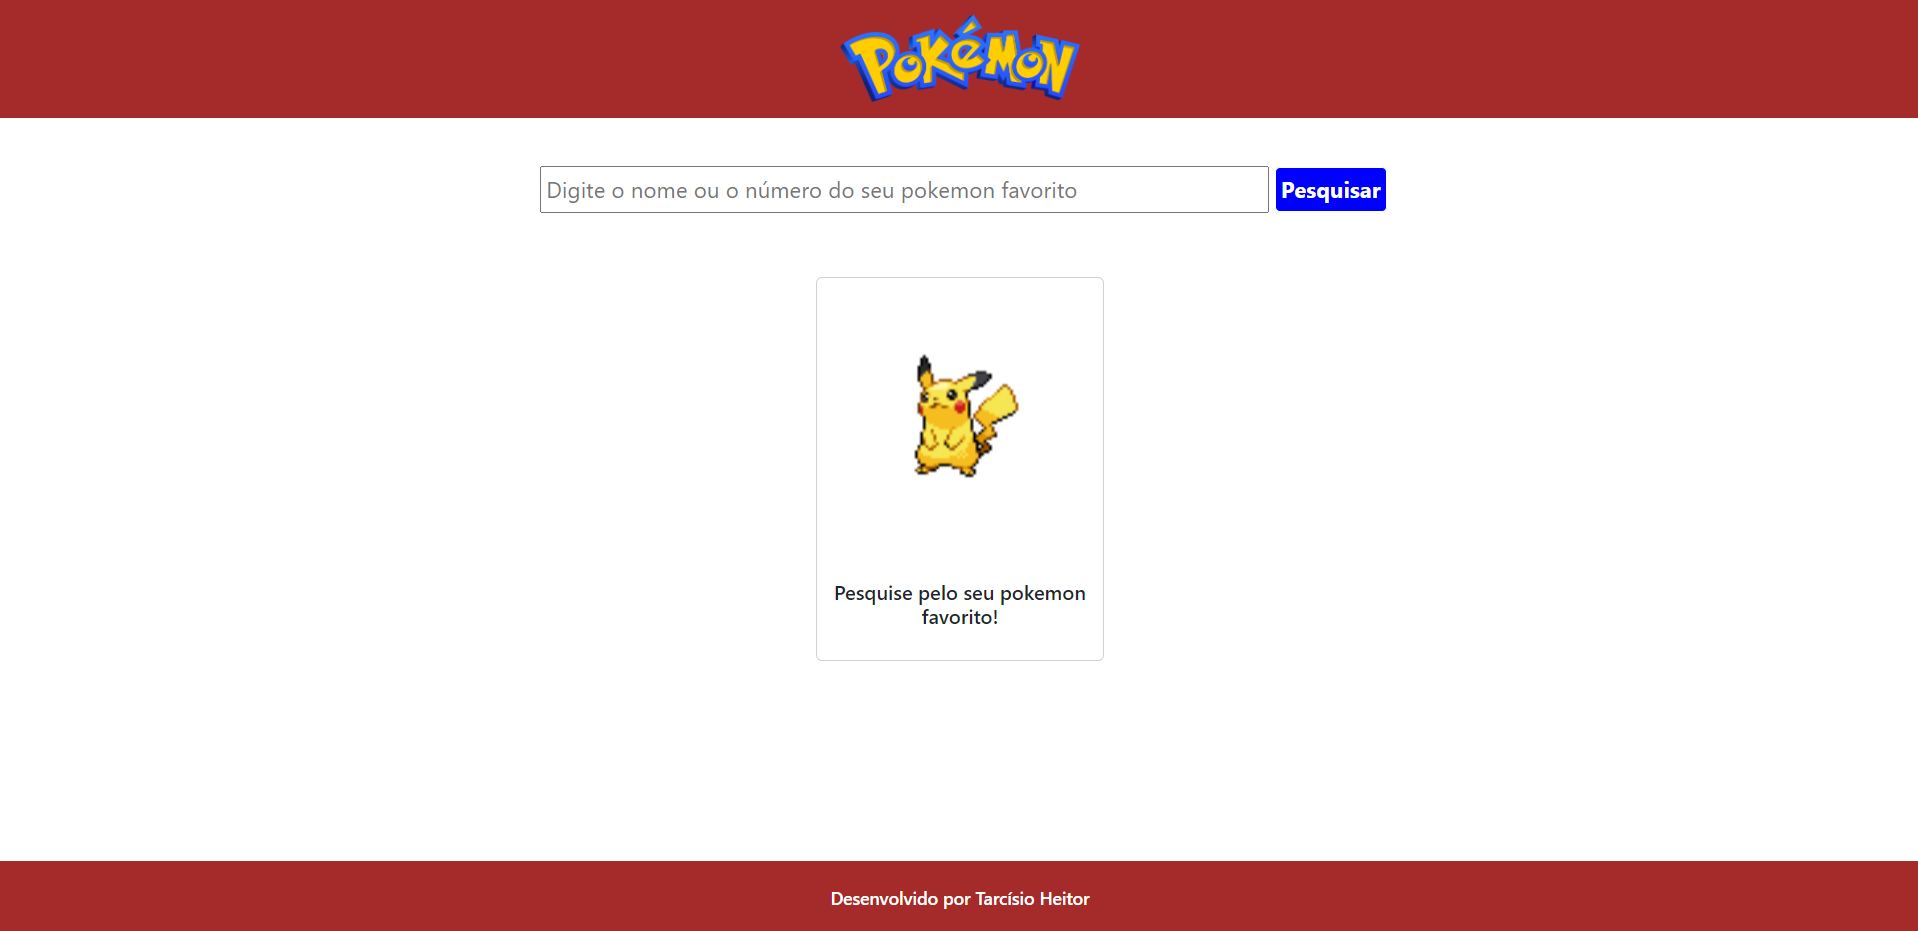 Pokémon
Digite o nome ou o número do seu pokemon favorito
Pesquisar
Pesquise pelo seu pokemon
favorito!
Desenvolvido por Tarcísio Heitor